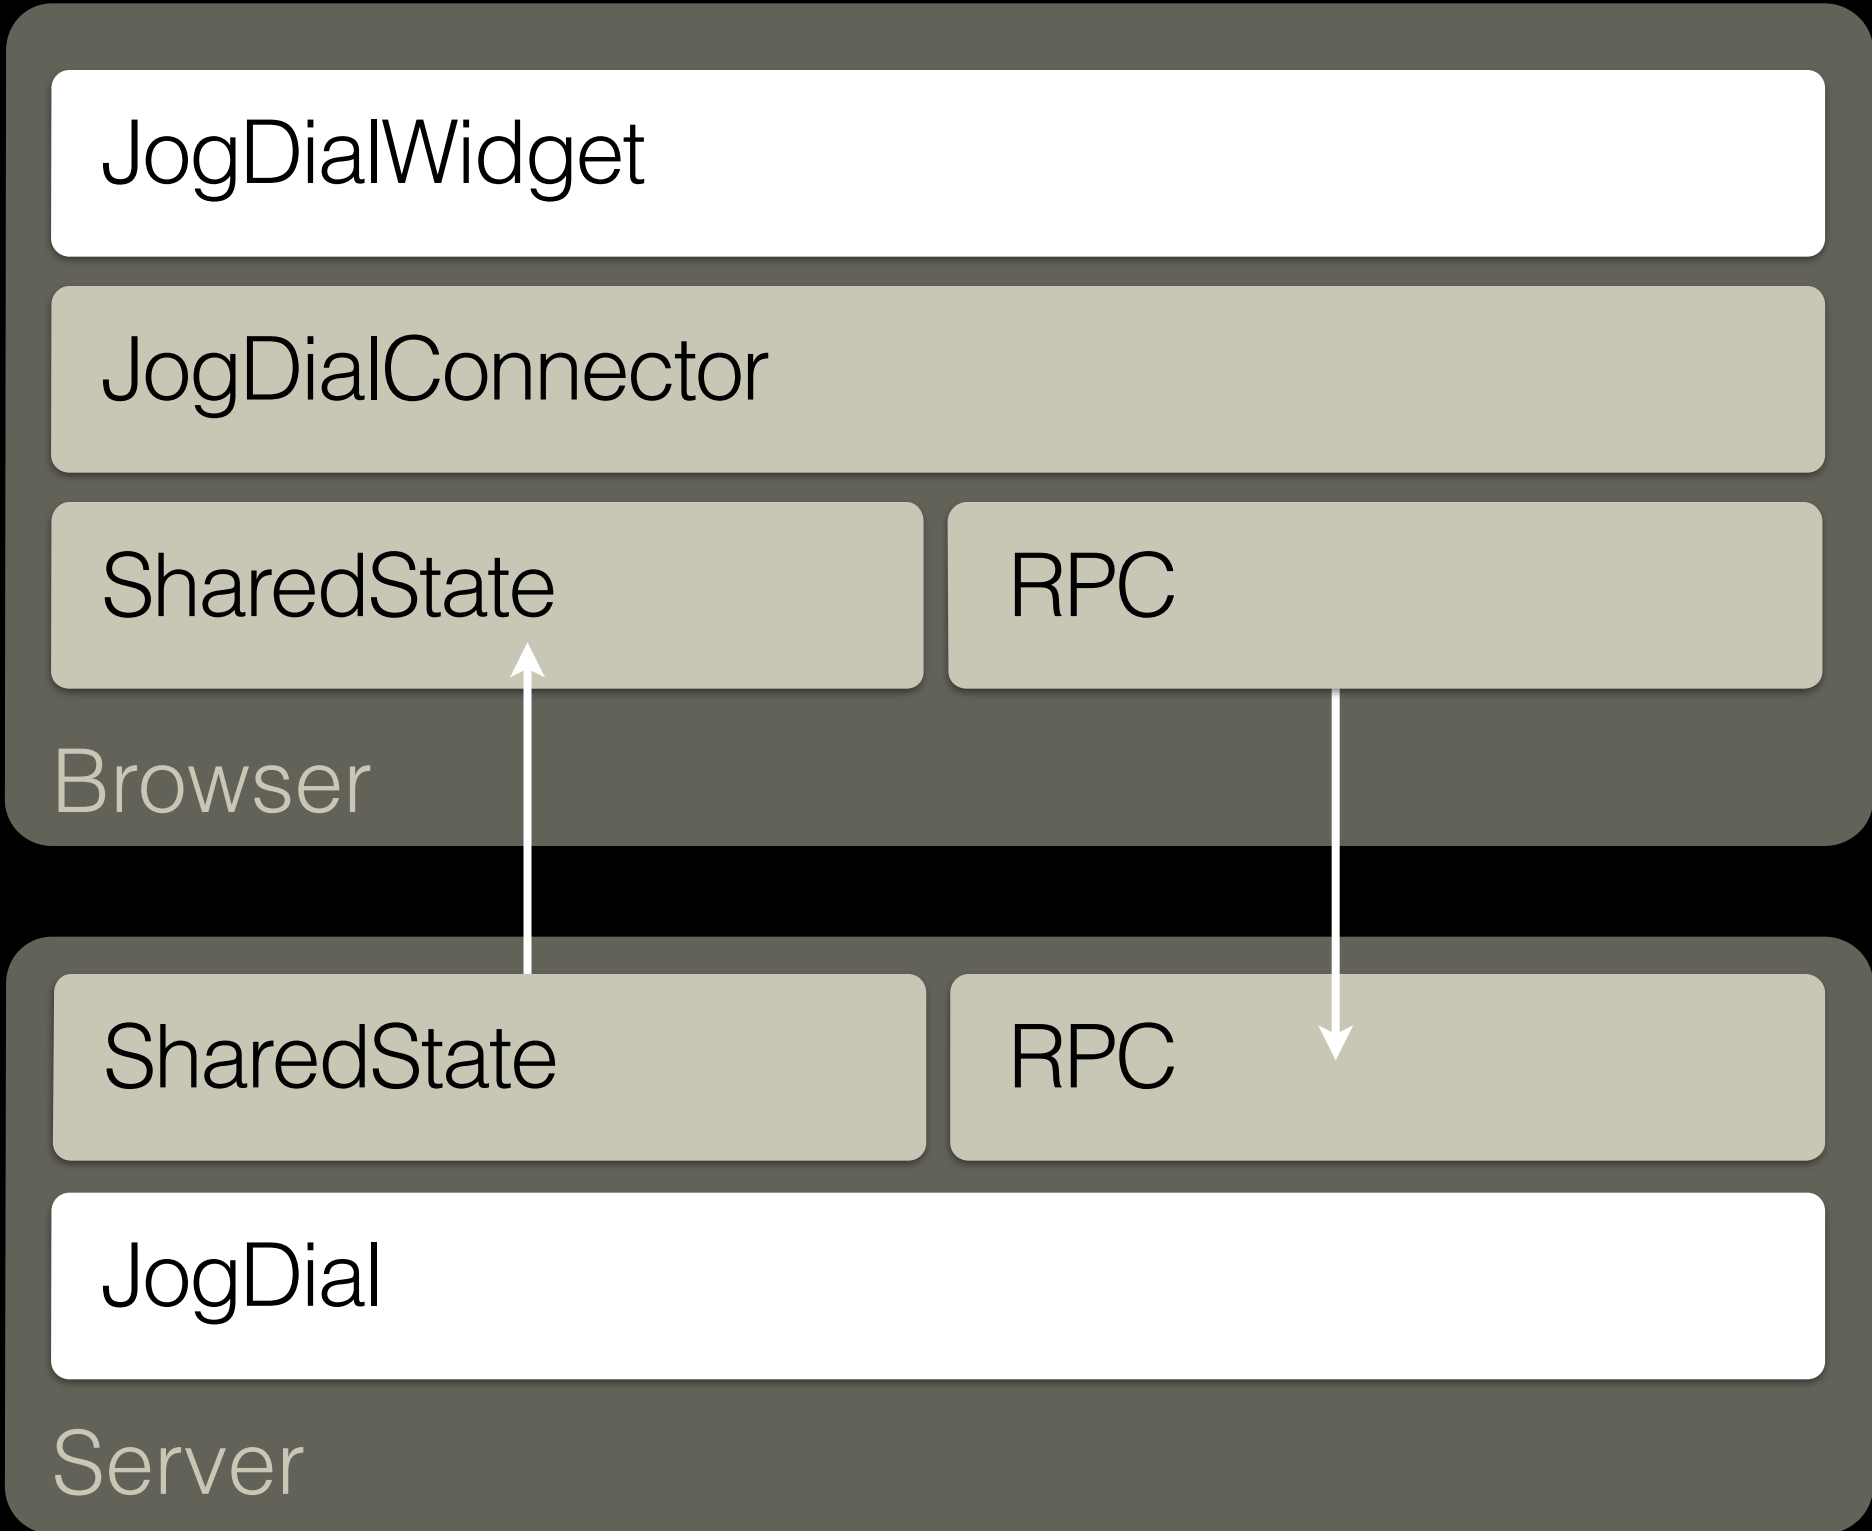 JogDialWidget
JogDialConnector
SharedState
RPC
Browser
SharedState
RPC
JogDial
Server